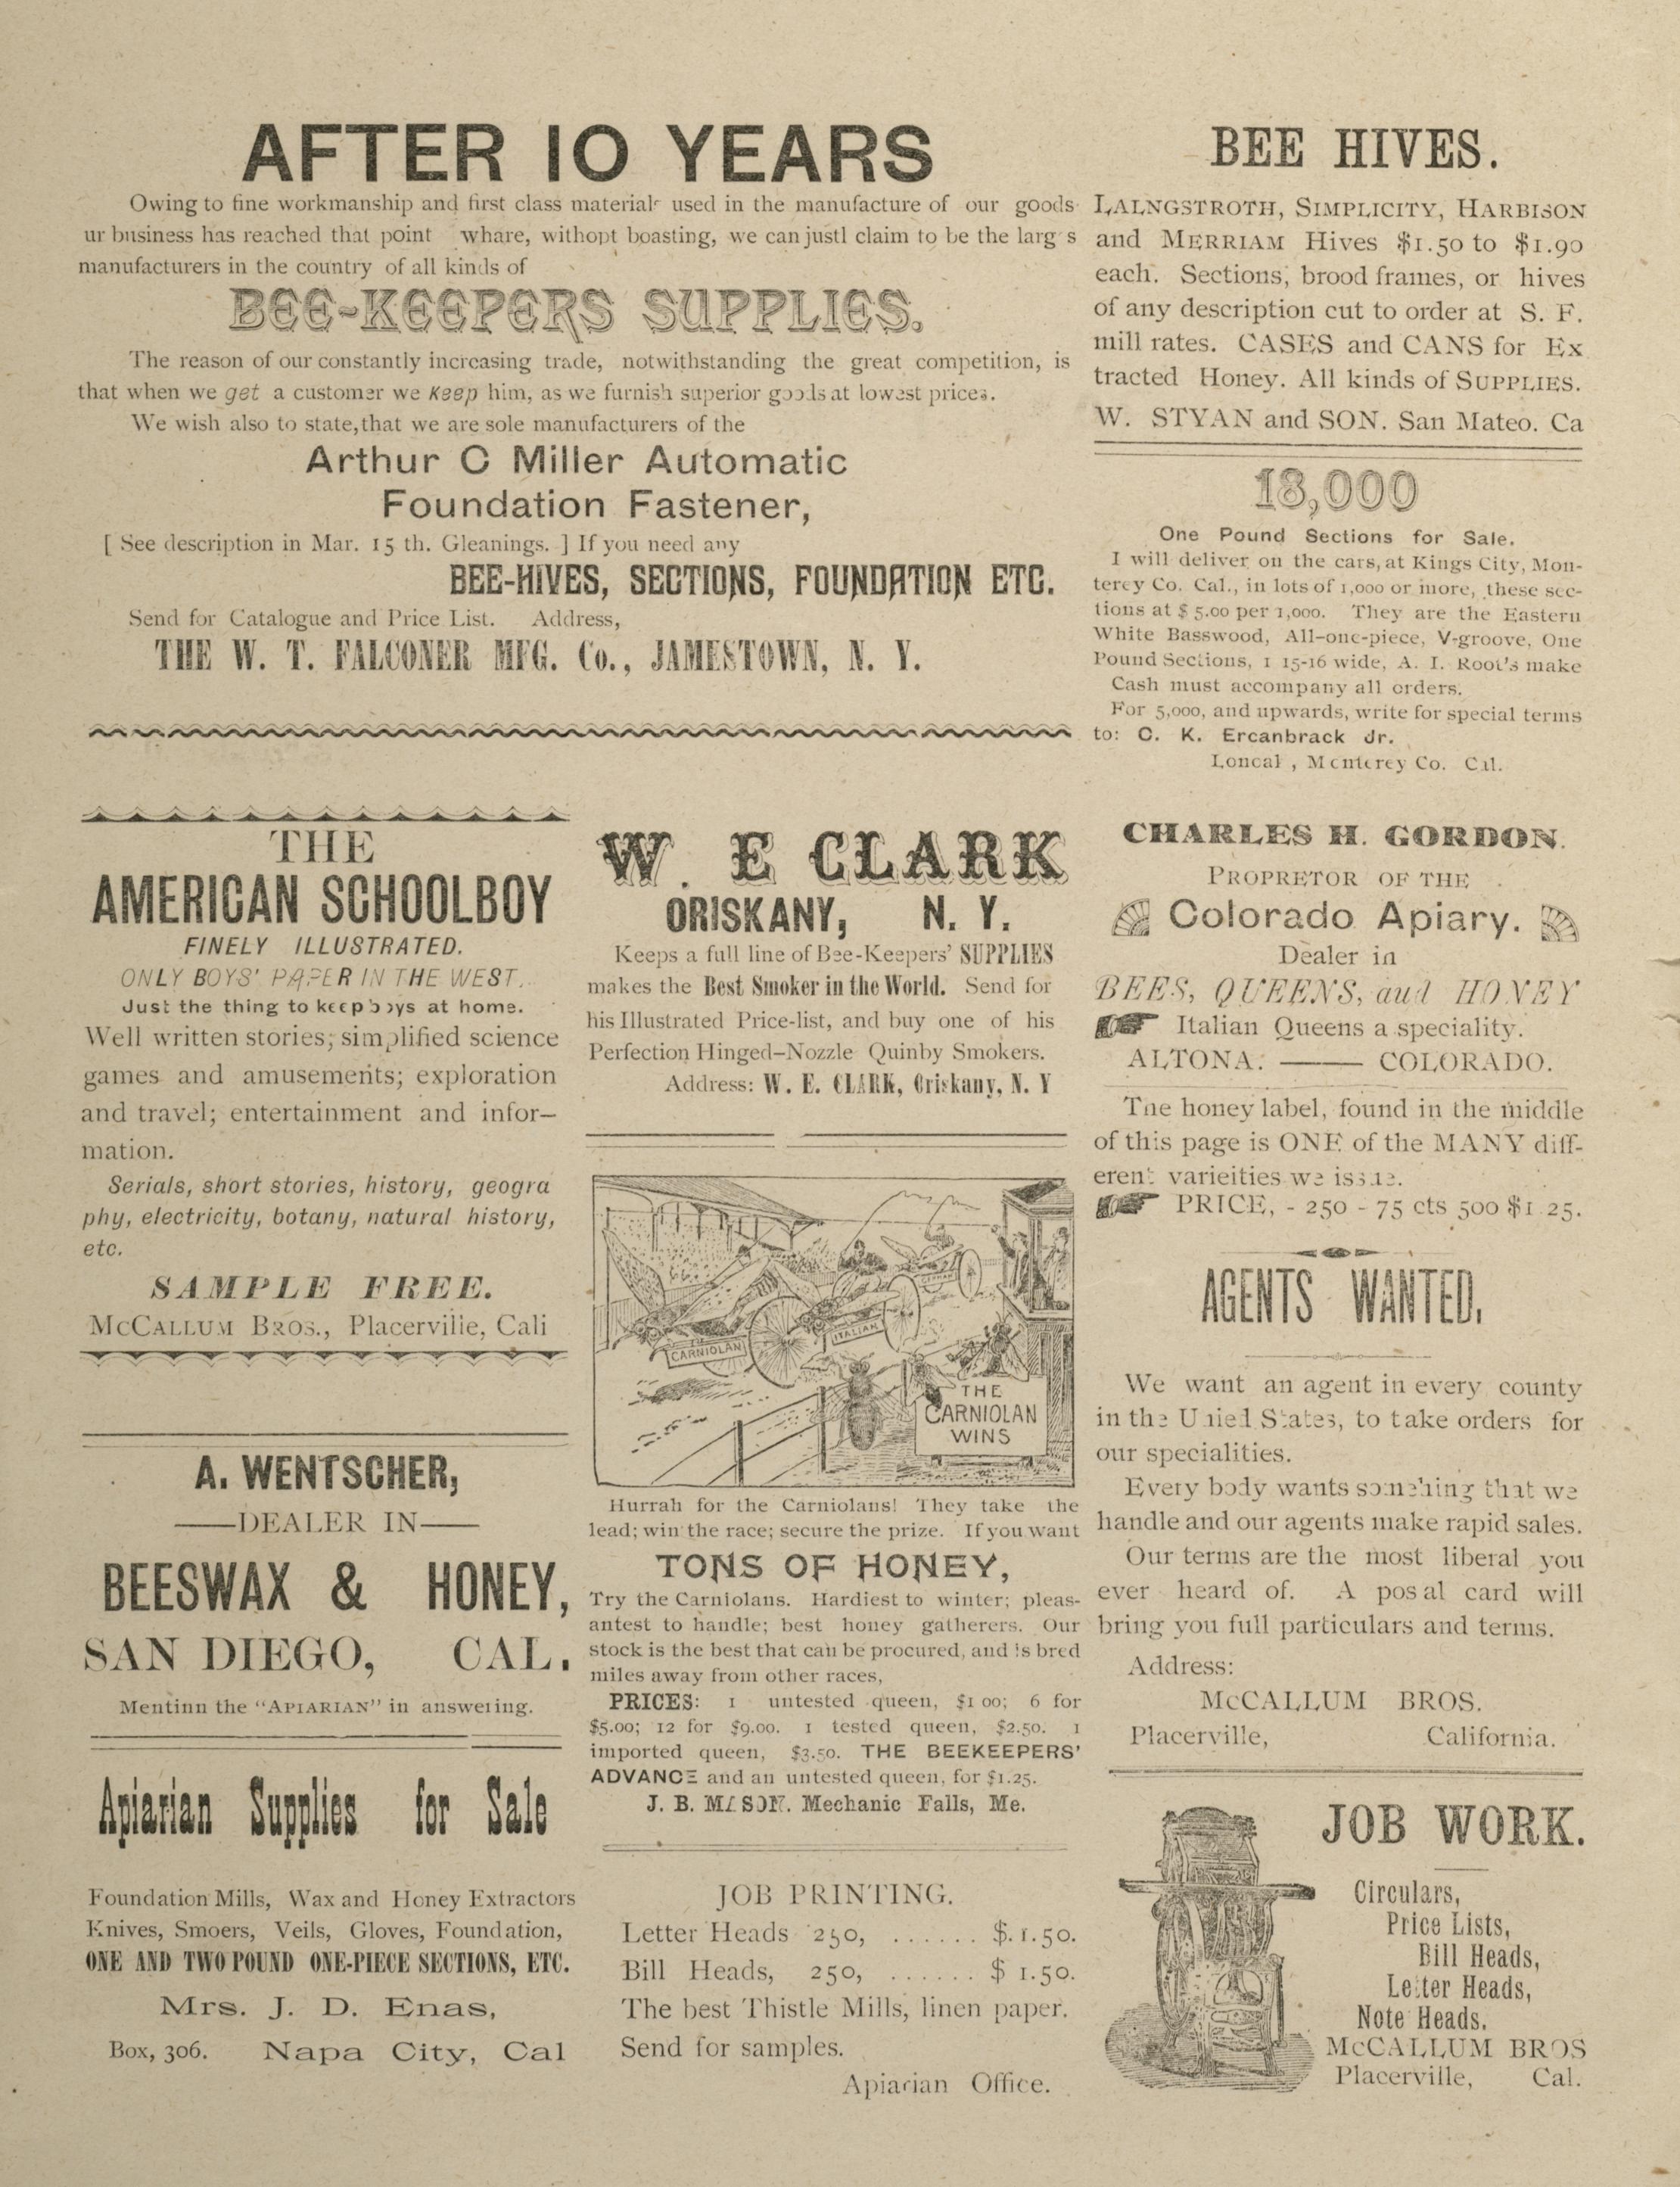 AFTER 10 YEARS
Owing to fine workmanship and first class materials used in the manufacture of our goods
ur business has reached that point whare, withopt boasting, we can justl claim to be the larg s
manufacturers in the country of all kinds of
BEE-KEEPERS SUPPLIES.
The reason of our constantly increasing trade, notwithstanding the great competition, is
that when we get a customer we keep him, as we furnish superior goods at lowest prices.
We wish also to state, that we are sole manufacturers of the
Arthur C Miller Automatic
Foundation Fastener,
[ See description in Mar. 15 th. Gleanings. ] If you need any
BEE-HIVES, SECTIONS, FOUNDATION ETC.
Send for Catalogue and Price List. Address,
THE W. T. FALCONER MFG. Co., JAMESTOWN, N. Y.
BEE HIVES.
LALNGSTROTH, SIMPLICITY, HARBISON
and MERRIAM Hives $1.50 to $1.90
each. Sections, brood frames, or hives
of any description cut to order at S. F.
mill rates. CASES and CANS for Ex
tracted Honey. All kinds of SUPPLIES.
W. STYAN and SON. San Mateo. Ca
18,000
One Pound Sections for Sale.
I will deliver on the cars, at Kings City, Mon-
terey Co. Cal., in lots of 1,000 or more, these sec-
tions at $ 5.00 per 1,000. They are the Eastern
White Basswood, All-one-piece, V-groove, One
Pound Sections, 1 15-16 wide, A. I. Root's make
Cash must accompany all orders.
For 5,000, and upwards, write for special terms
to: C. K. Ercanbrack Jr.
Loncal , Monterey Co. Cal.
THE
AMERICAN SCHOOLBOY
FINELY ILLUSTRATED.
ONLY BOYS' PAPER IN THE WEST.
Just the thing to keep boys at home.
Well written stories; simplified science
games and amusements; exploration
and travel; entertainment and infor-
mation.
Serials, short stories, history, geogra
phy, electricity, botany, natural history,
etc.
SAMPLE FREE.
McCALLUM BROS., Placerville, Cali
A. WENTSCHER,
DEALER IN
BEESWAX & HONEY,
SAN DIEGO, CAL.
Mentinn the "APIARIAN" in answering.
Apiarian Supplies for Sale
Foundation Mills, Wax and Honey Extractors
Knives, Smoers, Veils, Gloves, Foundation,
ONE AND TWO POUND ONE-PIECE SECTIONS, ETC.
Mrs. J. D. Enas,
Box, 306. Napa City, Cal
W. E CLARK
ORISKANY, N. Y.
Keeps a full line of Bee-Keepers' SUPPLIES
makes the Best Smoker in the World. Send for
his Illustrated Price-list, and buy one of his
Perfection Hinged-Nozzle Quinby Smokers.
Address: W. E. CLARK, Oriskany, N. Y
CARNIOLAN
ITALIAN
THE
CARNIOLAN
WINS
Hurrah for the Carniolans! They take the
lead; win the race; secure the prize. If you want
TONS OF HONEY,
Try the Carniolans. Hardiest to winter; pleas-
antest to handle; best honey gatherers. Our
stock is the best that can be procured, and is bred
miles away from other races,
PRICES: 1 untested queen, $1 00; 6 for
$5.00; 12 for $9.00. 1 tested queen, $2.50. 1
imported queen, $3.50. THE BEEKEEPERS'
ADVANCE and an untested queen, for $1.25.
J. B. MASON. Mechanic Falls, Me.
JOB PRINTING.
Letter Heads 250, ...... $.1.50.
Bill Heads, 250, ...... $ 1.50.
The best Thistle Mills, linen paper.
Send for samples.
Apiarian Office.
CHARLES H. GORDON.
PROPRETOR OF THE
Colorado Apiary.
Dealer in
BEES, QUEENS, and HONEY
Italian Queens a speciality.
ALTONA. —— COLORADO.
The honey label, found in the middle
of this page is ONE of the MANY diff-
erent varieities we issue.
PRICE, - 250 - 75 cts 500 $1 25.
AGENTS WANTED.
We want an agent in every county
in the Unied States, to take orders for
our specialities.
Every body wants something that we
handle and our agents make rapid sales.
Our terms are the most liberal you
ever heard of. A pos al card will
bring you full particulars and terms.
Address:
McCALLUM BROS.
Placerville, California.
JOB WORK.
Circulars,
Price Lists,
Bill Heads,
Letter Heads,
Note Heads.
McCALLUM BROS
Placerville, Cal.